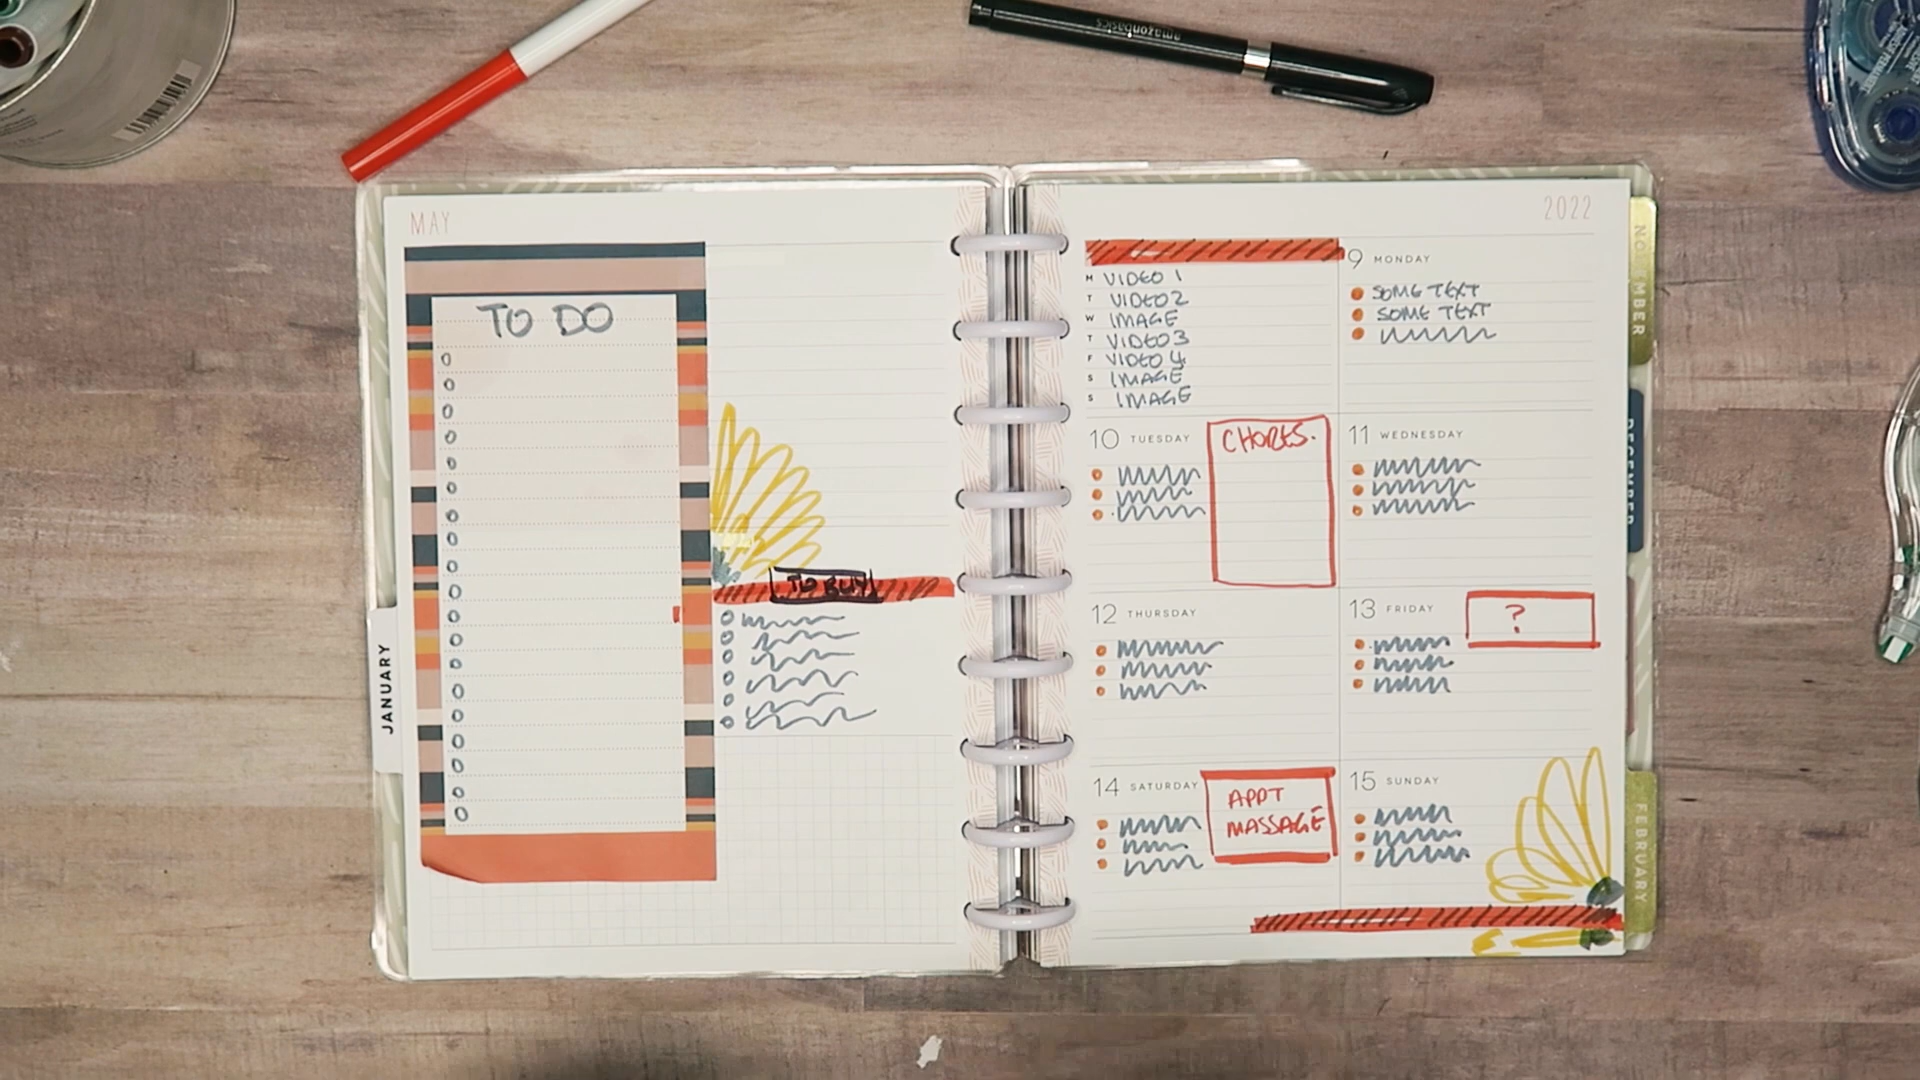 amazonbasics
MAY
2022
TO DO
TO BUY
M VIDEO 1
T VIDEO 2
W IMAGE
T VIDEO 3
F VIDEO 4
S IMAGE
S IMAGE
9 MONDAY
SOME TEXT
SOME TEXT
10 TUESDAY
CHORES.
11 WEDNESDAY
12 THURSDAY
13 FRIDAY
?
14 SATURDAY
APPT
MASSAGE
15 SUNDAY
JANUARY
NOVEMBER
DECEMBER
FEBRUARY